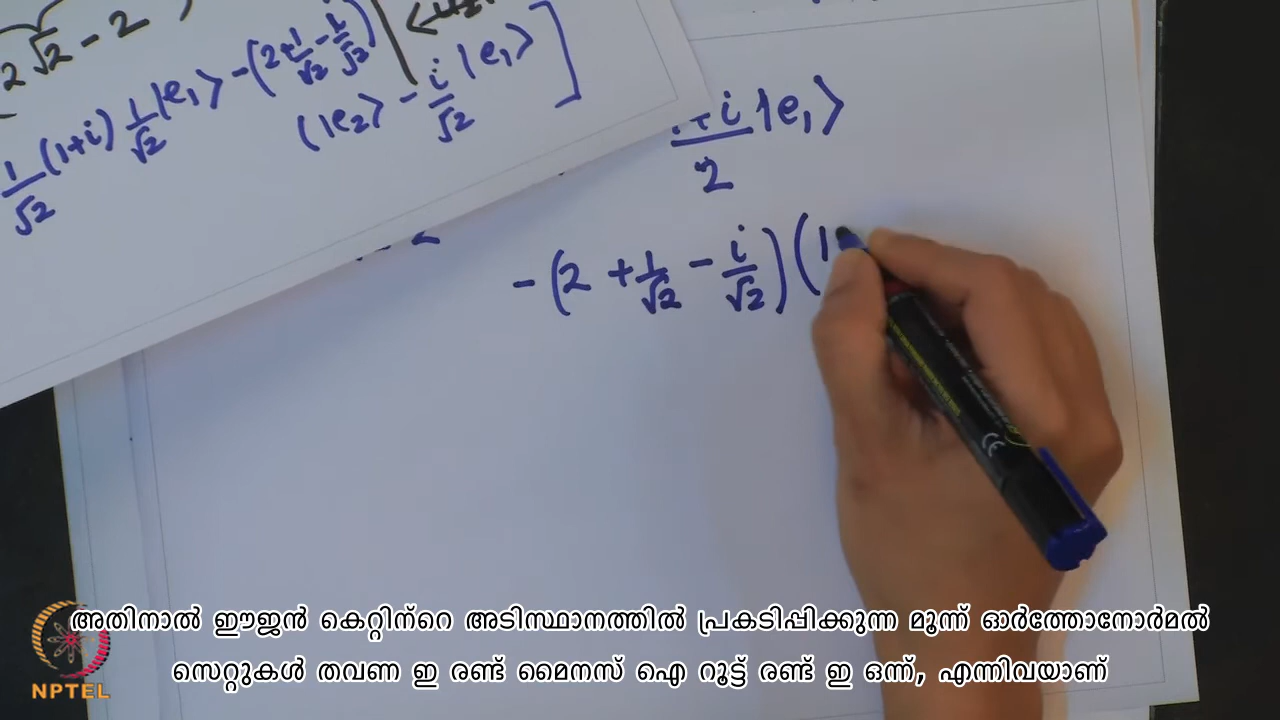 2√2 - 2
1/√2 (1+i) 1/√2 |e₁> - (2+1/√2 - i/√2)
(|e₂> - i/√2 |e₁>]
1+i/2 |e₁>
- (2 + 1/√2 - i/√2) (|
അതിനാൽ ഈജൻ കെറ്റിന്റെ അടിസ്ഥാനത്തിൽ പ്രകടിപ്പിക്കുന്ന മൂന്ന് ഓർത്തോനോർമൽ
സെറ്റുകൾ തവണ ഇ രണ്ട് മൈനസ് ഐ റൂട്ട് രണ്ട് ഇ ഒന്ന്, എന്നിവയാണ്
NPTEL